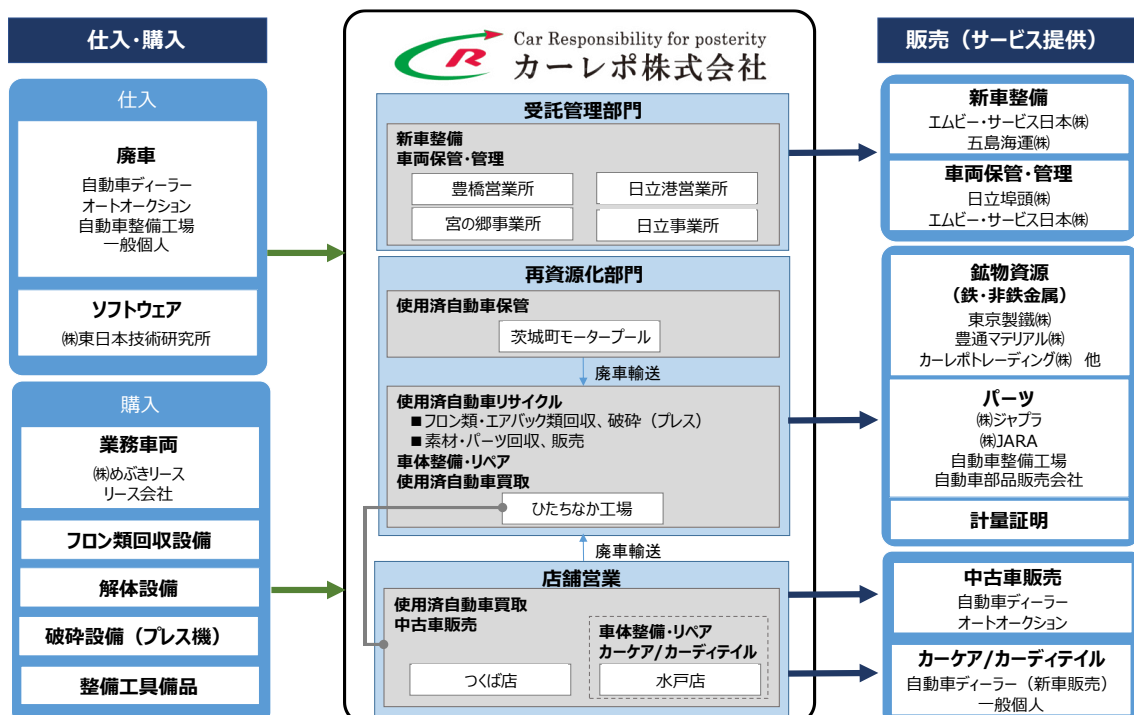 仕入・購入
仕入
廃車
自動車ディーラー
オートオークション
自動車整備工場
一般個人
ソフトウェア
㈱東日本技術研究所
購入
業務車両
㈱めぶきリース
リース会社
フロン類回収設備
解体設備
破砕設備（プレス機）
整備工具備品
R
Car Responsibility for posterity
カーレポ株式会社
受託管理部門
新車整備
車両保管・管理
豊橋営業所
日立港営業所
宮の郷事業所
日立事業所
再資源化部門
使用済自動車保管
茨城町モータープール
廃車輸送
使用済自動車リサイクル
■フロン類・エアバック類回収、破砕（プレス）
■素材・パーツ回収、販売
車体整備・リペア
使用済自動車買取
ひたちなか工場
廃車輸送
店舗営業
使用済自動車買取
中古車販売
車体整備・リペア
カーケア/カーディテイル
つくば店
水戸店
販売（サービス提供）
新車整備
エムビー・サービス日本㈱
五島海運㈱
車両保管・管理
日立埠頭㈱
エムビー・サービス日本㈱
鉱物資源
（鉄・非鉄金属）
東京製鐵㈱
豊通マテリアル㈱
カーレポトレーディング㈱　他
パーツ
㈱ジャプラ
㈱JARA
自動車整備工場
自動車部品販売会社
計量証明
中古車販売
自動車ディーラー
オートオークション
カーケア/カーディテイル
自動車ディーラー（新車販売）
一般個人